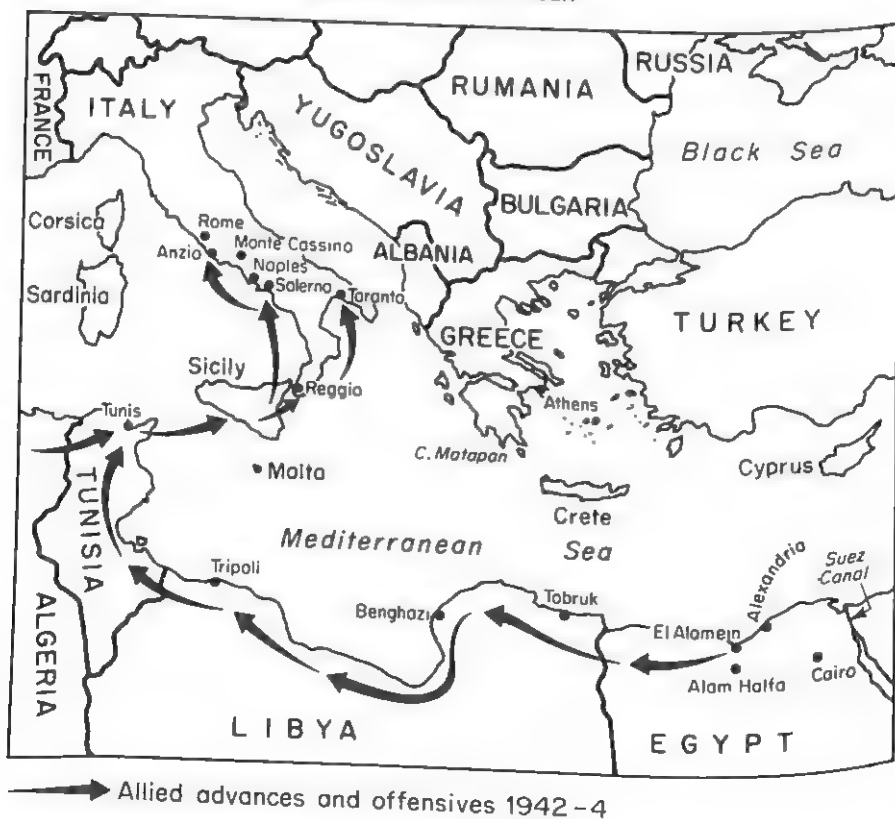 RUSSIA
RUMANIA
FRANCE
ITALY
YUGOSLAVIA
Black Sea
BULGARIA
Corsica
Rome
Monte Cassino
ALBANIA
Anzio
Naples
Salerno
Taranto
Sardinia
TURKEY
GREECE
Sicily
Reggio
Athens
Tunis
C. Matapan
Cyprus
Malta
Crete
TUNISIA
Mediterranean Sea
Alexandria
Suez
Canal
Tripoli
Tobruk
Benghazi
El Alamein
ALGERIA
Alam Halfa
Cairo
LIBYA
EGYPT
Allied advances and offensives 1942-4